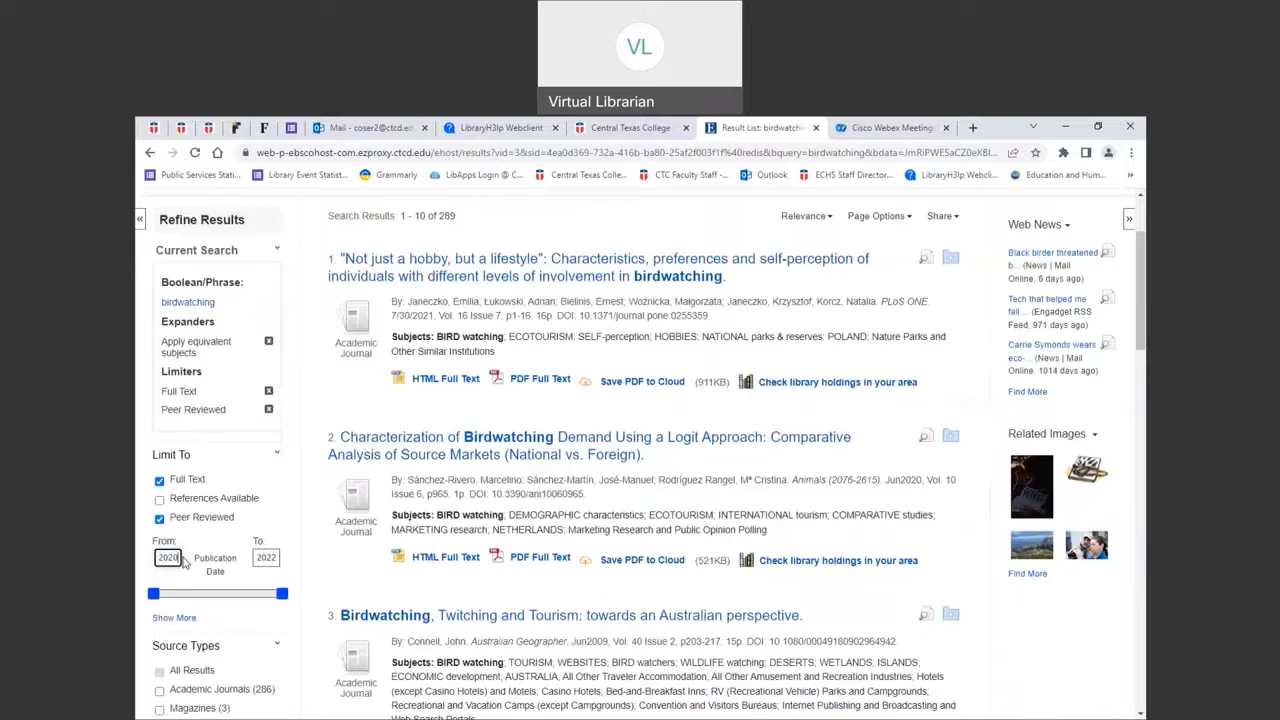 VL
Virtual Librarian
Mail - coser2@ctcd.ed
LibraryH3lp Webclient
Central Texas College
Result List: birdwatchin
Cisco Webex Meeting
web-p-ebscohost-com.ezproxy.ctcd.edu/ehost/results?vid=3&sid=4ea0d369-732a-416b-ba80-25af2f003f1f%40redis&bquery=birdwatching&bdata=JmRiPWE5aCZ0eXBl...
Public Services Stati...
Library Event Statist...
Grammarly
LibApps Login @ C...
Central Texas Colle...
CTC Faculty Staff -...
Outlook
ECHS Staff Director...
LibraryH3lp Webcli...
Education and Hum...
Refine Results
Current Search
Boolean/Phrase:
birdwatching
Expanders
Apply equivalent
subjects
Limiters
Full Text
Peer Reviewed
Limit To
Full Text
References Available
Peer Reviewed
From:
To:
2020
Publication
Date
2022
Show More
Source Types
All Results
Academic Journals (286)
Magazines (3)
Search Results: 1 - 10 of 289
Relevance
Page Options
Share
1. "Not just a hobby, but a lifestyle": Characteristics, preferences and self-perception of
individuals with different levels of involvement in birdwatching.
Academic
Journal
By: Janeczko, Emilia; Łukowski, Adrian; Bielinis, Ernest; Woźnicka, Małgorzata; Janeczko, Krzysztof; Korcz, Natalia. PLoS ONE.
7/30/2021, Vol. 16 Issue 7, p1-16. 16p. DOI: 10.1371/journal.pone.0255359.
Subjects: BIRD watching; ECOTOURISM; SELF-perception; HOBBIES; NATIONAL parks & reserves; POLAND; Nature Parks and
Other Similar Institutions
HTML Full Text
PDF Full Text
Save PDF to Cloud
(911KB)
Check library holdings in your area
2. Characterization of Birdwatching Demand Using a Logit Approach: Comparative
Analysis of Source Markets (National vs. Foreign).
Academic
Journal
By: Sánchez-Rivero, Marcelino; Sánchez-Martín, José-Manuel; Rodríguez Rangel, Mª Cristina. Animals (2076-2615). Jun2020, Vol. 10
Issue 6, p965. 1p. DOI: 10.3390/ani10060965.
Subjects: BIRD watching; DEMOGRAPHIC characteristics; ECOTOURISM; INTERNATIONAL tourism; COMPARATIVE studies;
MARKETING research; NETHERLANDS; Marketing Research and Public Opinion Polling
HTML Full Text
PDF Full Text
Save PDF to Cloud
(521KB)
Check library holdings in your area
3. Birdwatching, Twitching and Tourism: towards an Australian perspective.
Academic
Journal
By: Connell, John. Australian Geographer. Jun2009, Vol. 40 Issue 2, p203-217. 15p. DOI: 10.1080/00049180902964942.
Subjects: BIRD watching; TOURISM; WEBSITES; BIRD watchers; WILDLIFE watching; DESERTS; WETLANDS; ISLANDS;
ECONOMIC development; AUSTRALIA; All Other Traveler Accommodation; All Other Amusement and Recreation Industries; Hotels
(except Casino Hotels) and Motels; Casino Hotels; Bed-and-Breakfast Inns; RV (Recreational Vehicle) Parks and Campgrounds;
Recreational and Vacation Camps (except Campgrounds); Convention and Visitors Bureaus; Internet Publishing and Broadcasting and
Web Search Portals
Web News
Black birder threatened
b... (News | Mail
Online, 6 days ago)
Tech that helped me
fall ... (Engadget RSS
Feed, 971 days ago)
Carrie Symonds wears
eco-... (News | Mail
Online, 1014 days ago)
Find More
Related Images
Find More